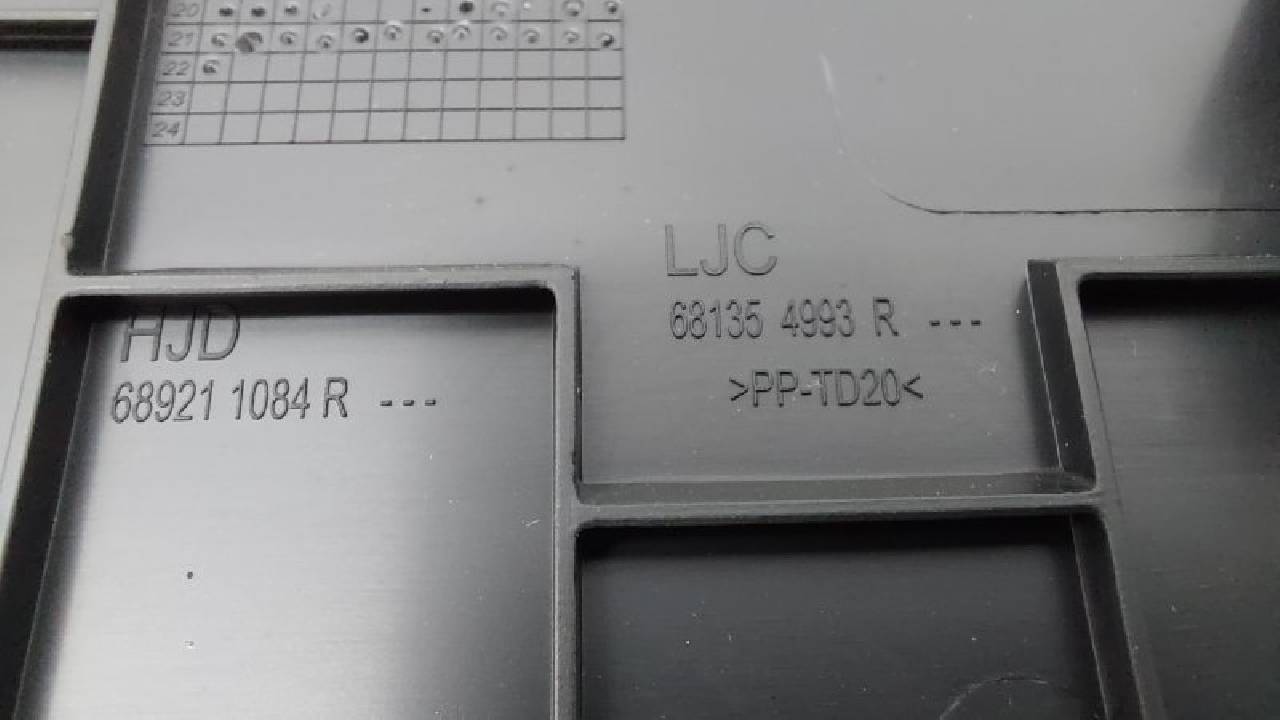 20
21
22
23
24
LJC
68135 4993 R ---
>PP-TD20<
HJD
68921 1084 R ---